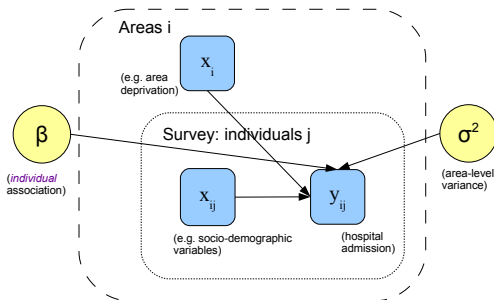 Areas i
x_i
(e.g. area
deprivation)
β
(individual
association)
σ²
(area-level
variance)
Survey: individuals j
x_ij
y_ij
(e.g. socio-demographic
variables)
(hospital
admission)